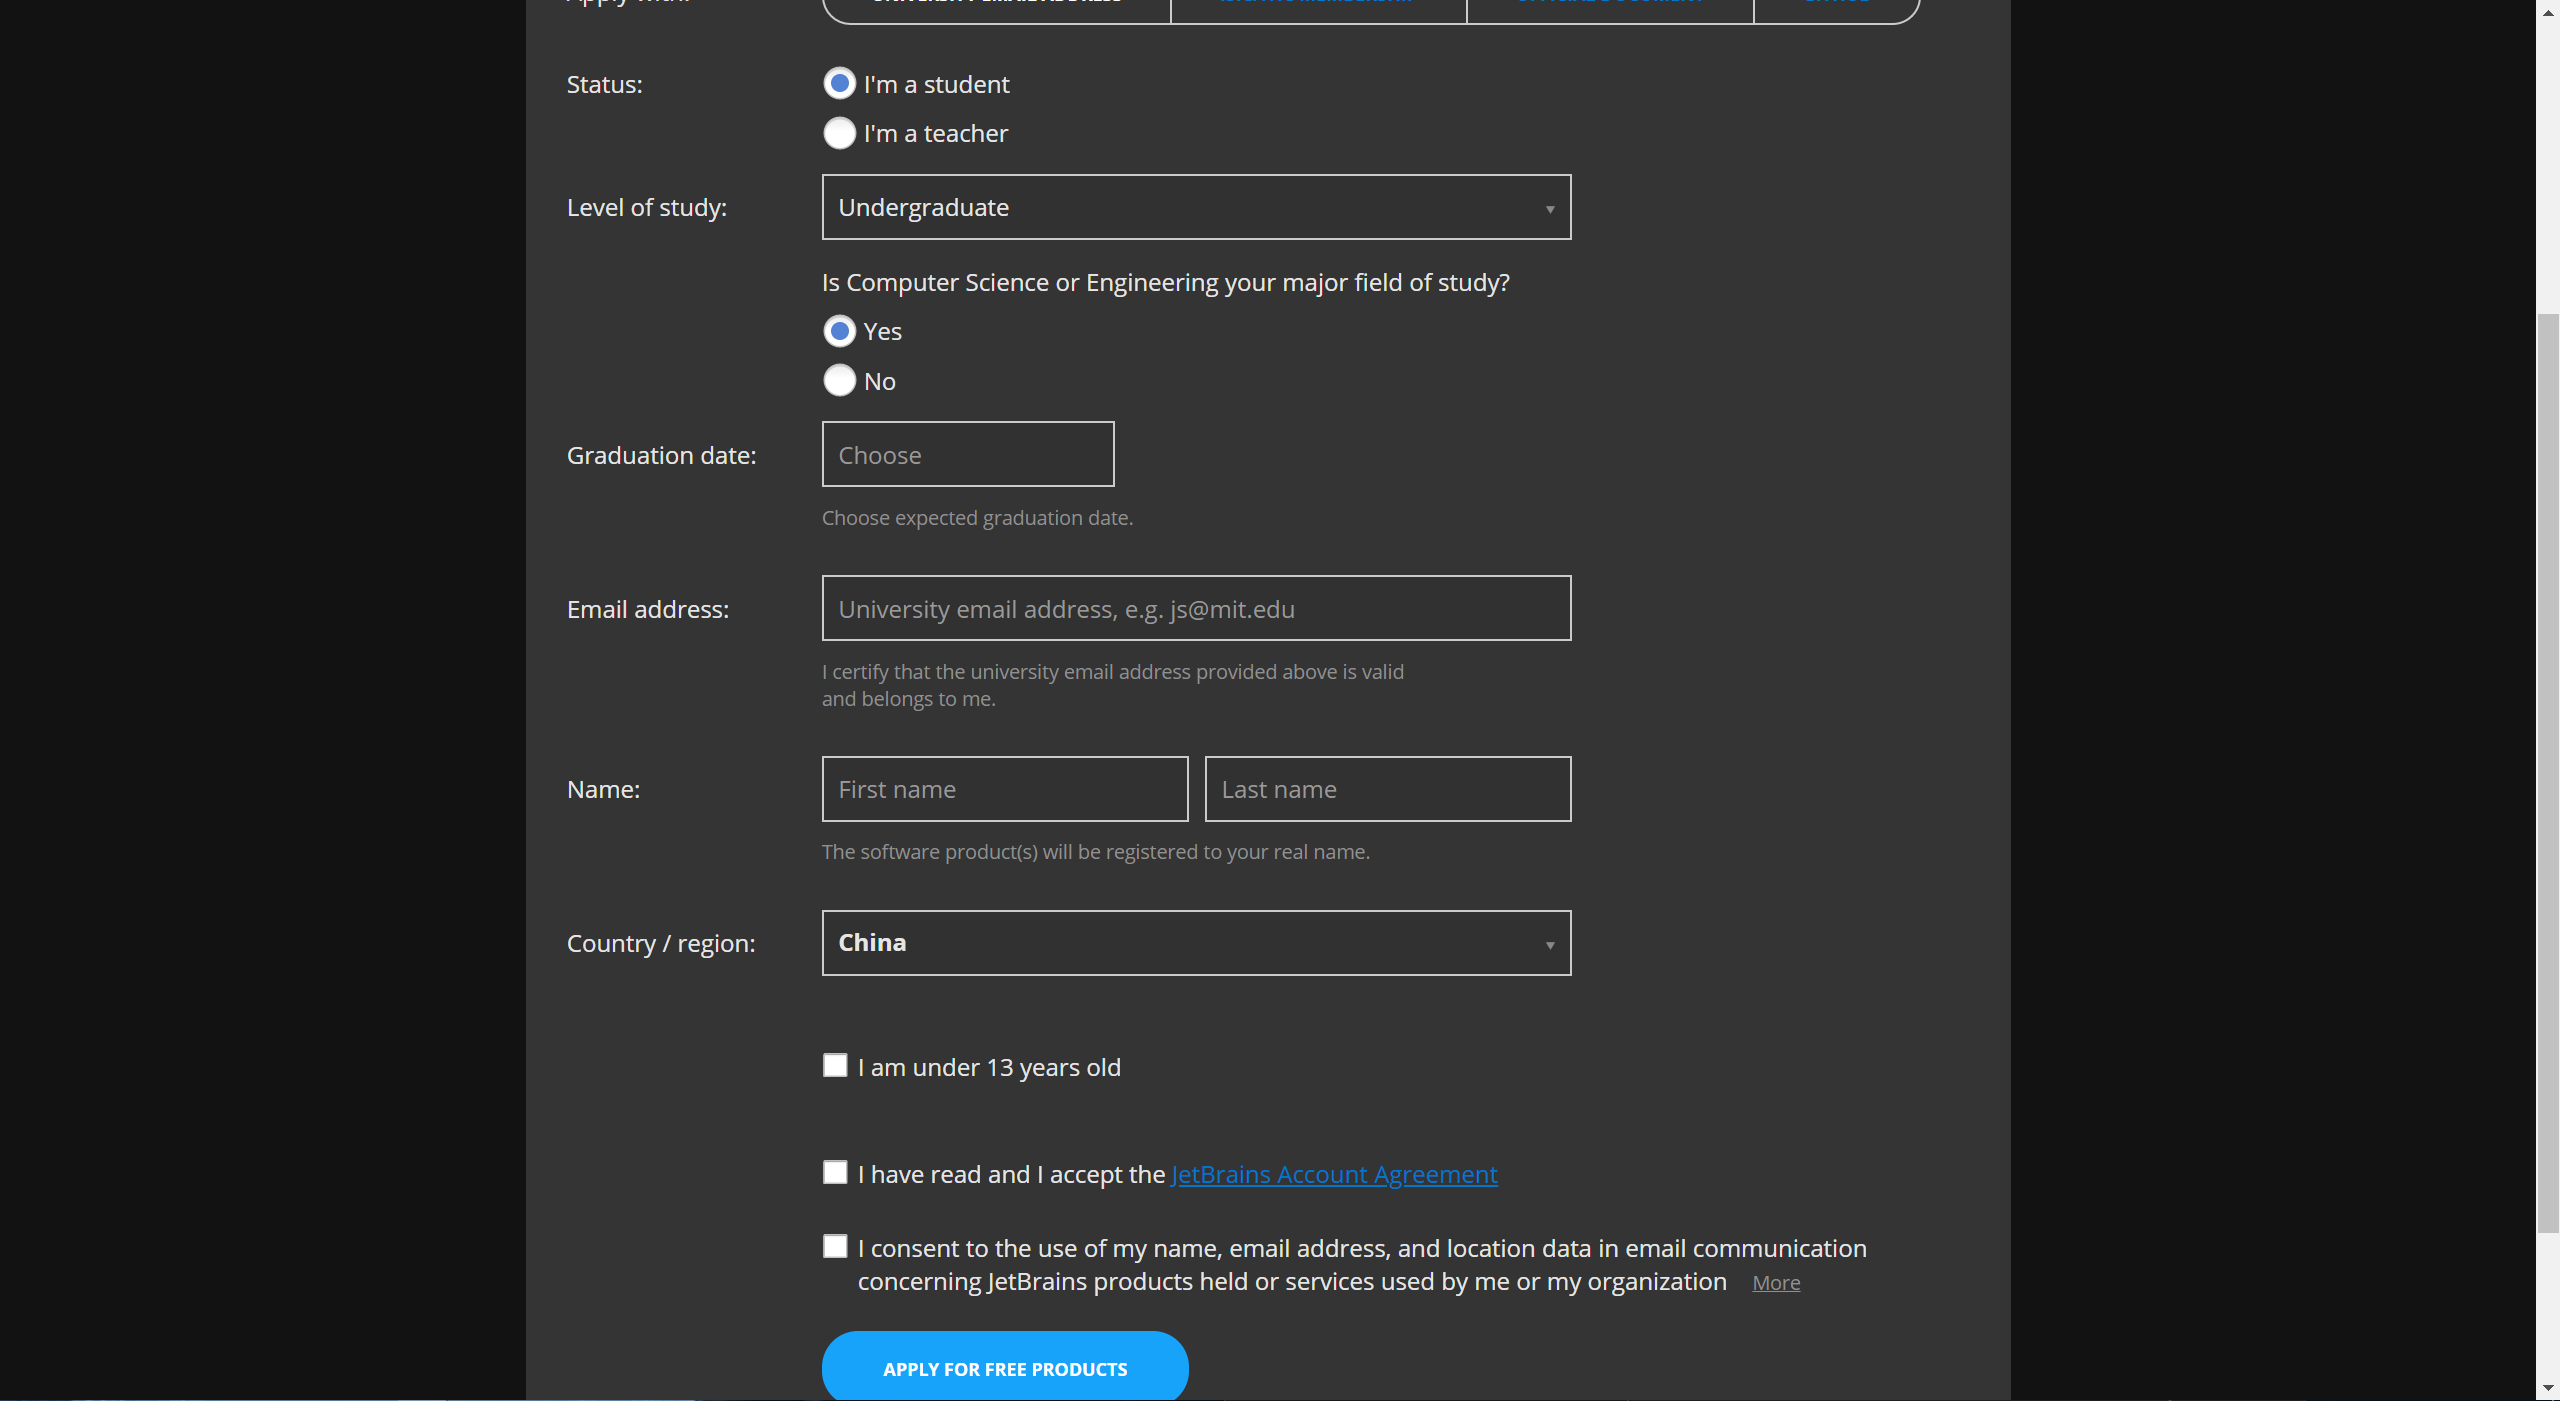 Status:
I'm a student
I'm a teacher
Level of study:
Undergraduate
Is Computer Science or Engineering your major field of study?
Yes
No
Graduation date:
Choose
Choose expected graduation date.
Email address:
University email address, e.g. js@mit.edu
I certify that the university email address provided above is valid
and belongs to me.
Name:
First name
Last name
The software product(s) will be registered to your real name.
Country / region:
China
I am under 13 years old
I have read and I accept the JetBrains Account Agreement
I consent to the use of my name, email address, and location data in email communication
concerning JetBrains products held or services used by me or my organization More
APPLY FOR FREE PRODUCTS